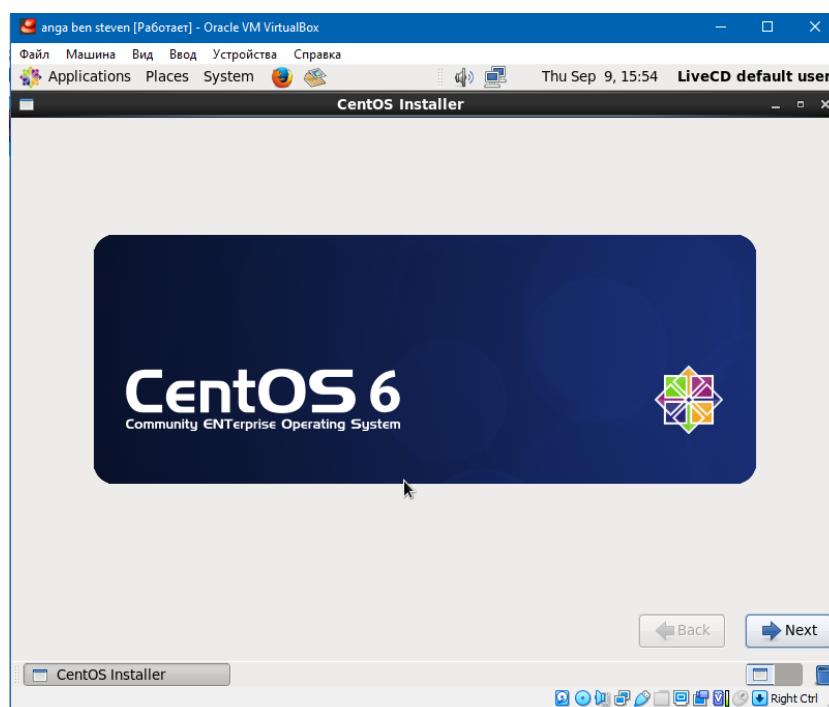 anga ben steven [Работает] - Oracle VM VirtualBox
Файл Машина Вид Ввод Устройства Справка
Applications Places System Thu Sep 9, 15:54 LiveCD default user
CentOS Installer
CentOS 6
Community ENTerprise Operating System
Back Next
CentOS Installer
Right Ctrl